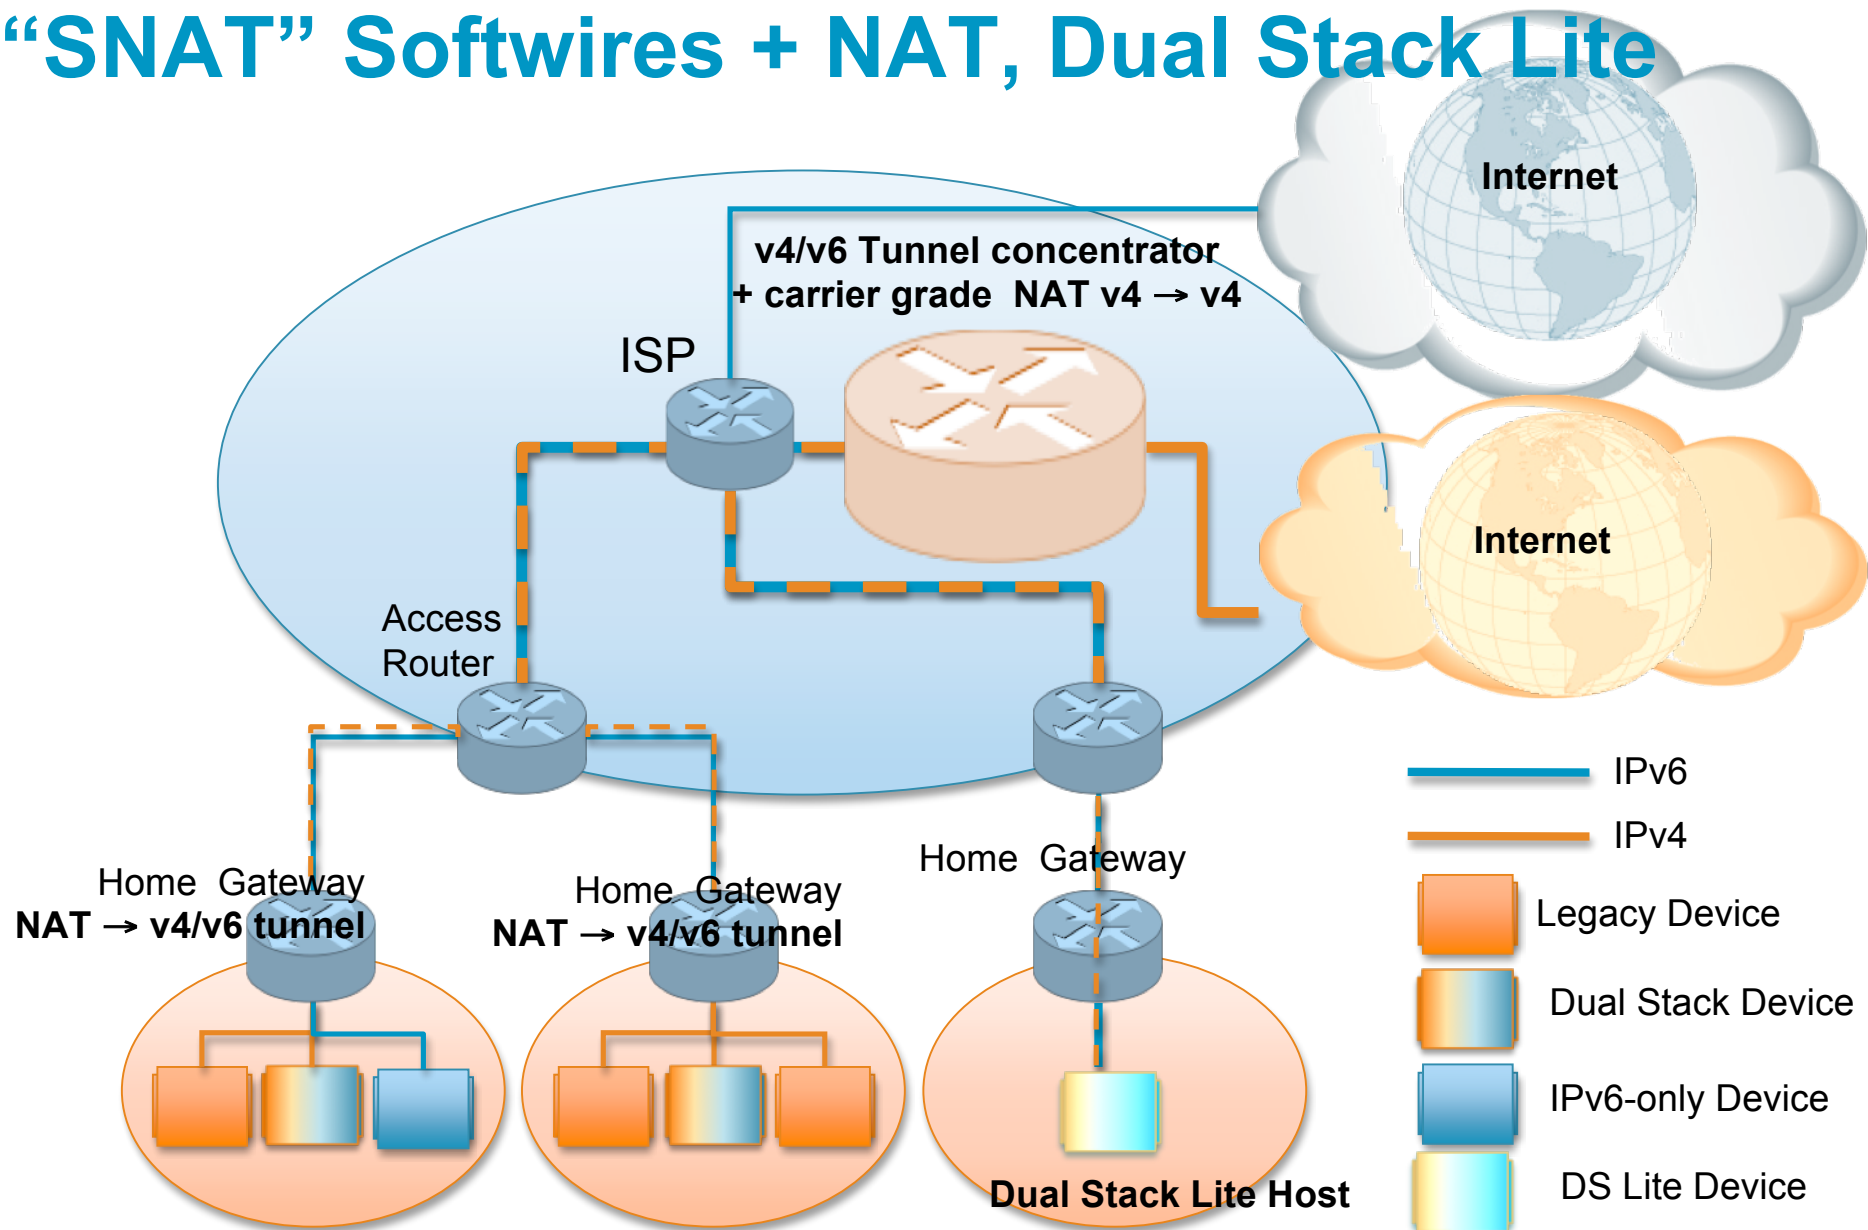 “SNAT” Softwires + NAT, Dual Stack Lite
Internet
v4/v6 Tunnel concentrator
+ carrier grade NAT v4 → v4
ISP
Internet
Access
Router
IPv6
IPv4
Home Gateway
NAT → v4/v6 tunnel
Home Gateway
NAT → v4/v6 tunnel
Home Gateway
Legacy Device
Dual Stack Device
IPv6-only Device
DS Lite Device
Dual Stack Lite Host